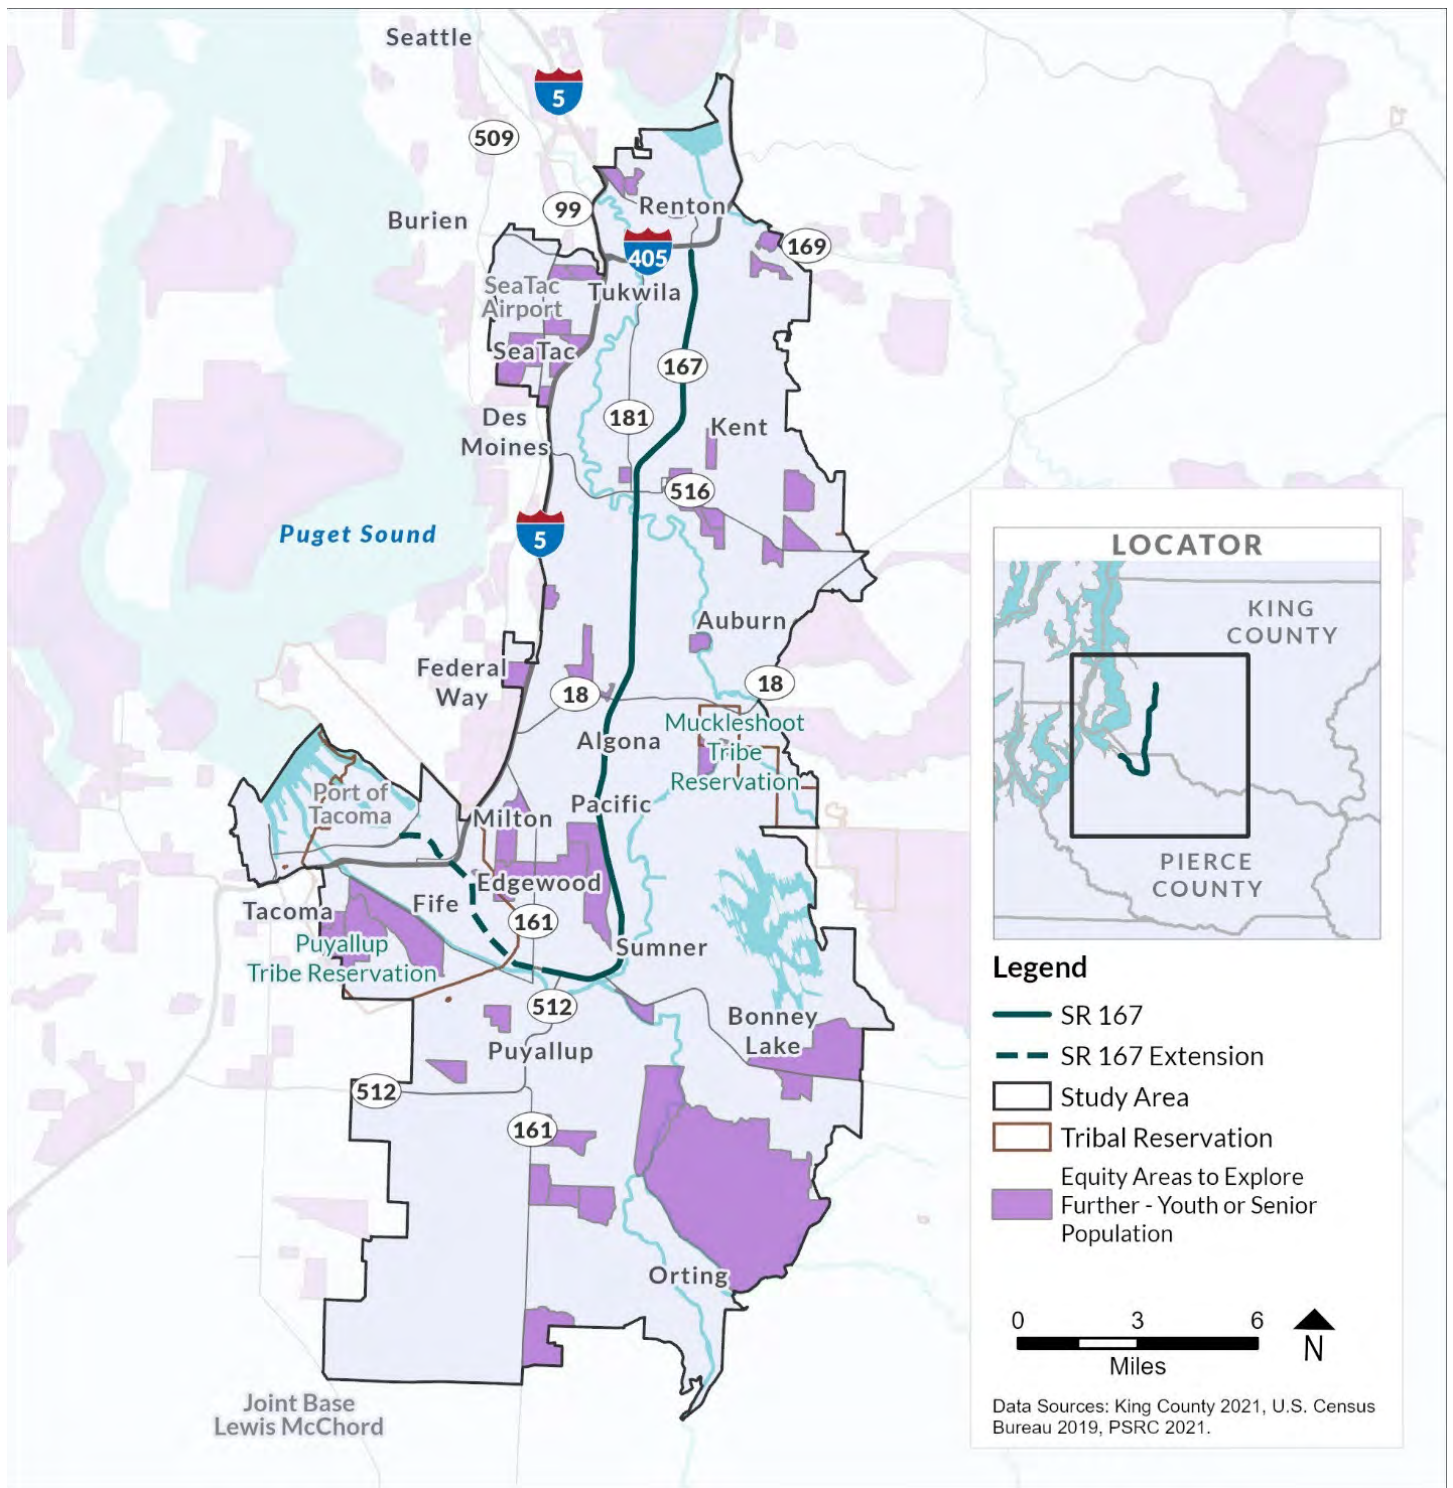 Seattle
5
509
99
Renton
Burien
405
169
SeaTac
Airport
Tukwila
SeaTac
167
Des
Moines
181
Kent
516
Puget Sound
5
Auburn
Federal
Way
18
18
Muckleshoot
Tribe
Reservation
Algona
Port of
Tacoma
Pacific
Milton
Edgewood
Fife
Tacoma
161
Puyallup
Tribe Reservation
Sumner
512
Bonney
Lake
Puyallup
512
161
Orting
Joint Base
Lewis McChord
LOCATOR
KING
COUNTY
PIERCE
COUNTY
Legend
SR 167
SR 167 Extension
Study Area
Tribal Reservation
Equity Areas to Explore
Further - Youth or Senior
Population
0 3 6
Miles
N
Data Sources: King County 2021, U.S. Census
Bureau 2019, PSRC 2021.